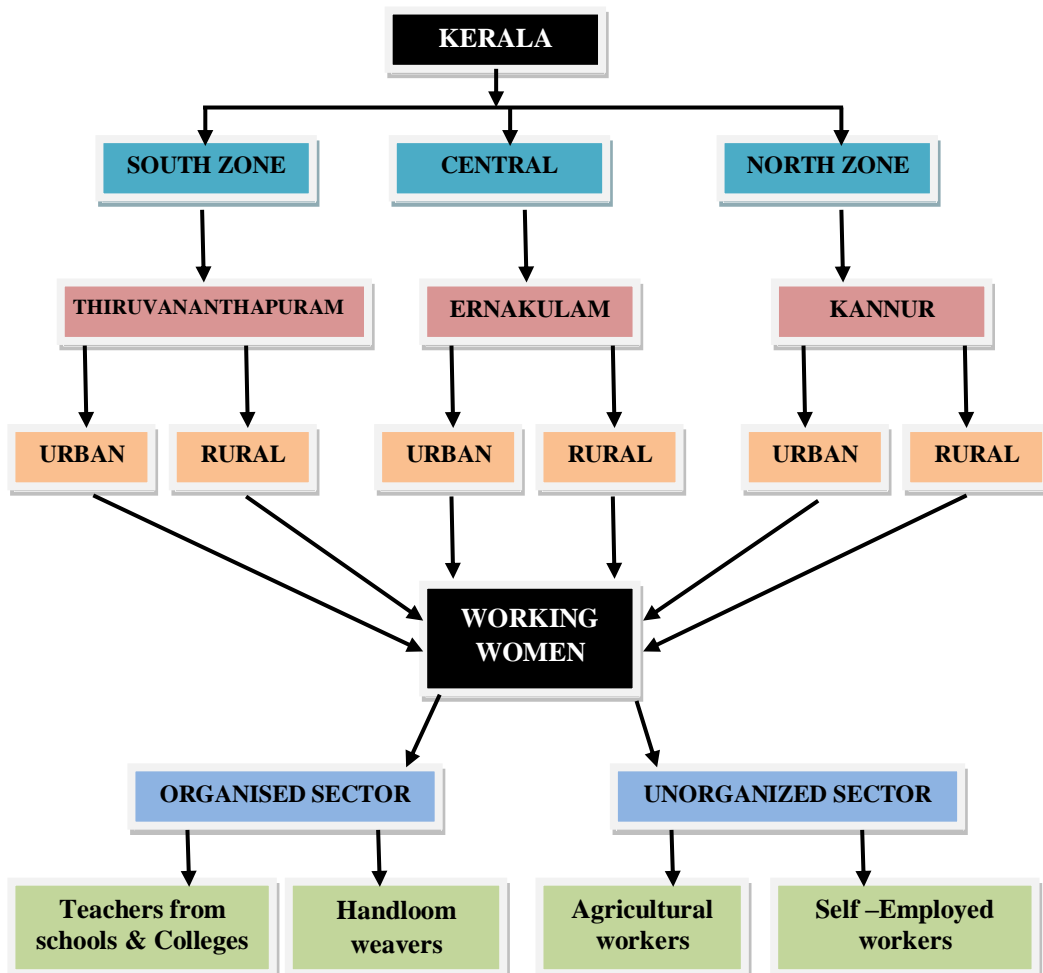 KERALA
SOUTH ZONE
CENTRAL
NORTH ZONE
THIRUVANANTHAPURAM
ERNAKULAM
KANNUR
URBAN
RURAL
URBAN
RURAL
URBAN
RURAL
WORKING
WOMEN
ORGANISED SECTOR
UNORGANIZED SECTOR
Teachers from
schools & Colleges
Handloom
weavers
Agricultural
workers
Self –Employed
workers